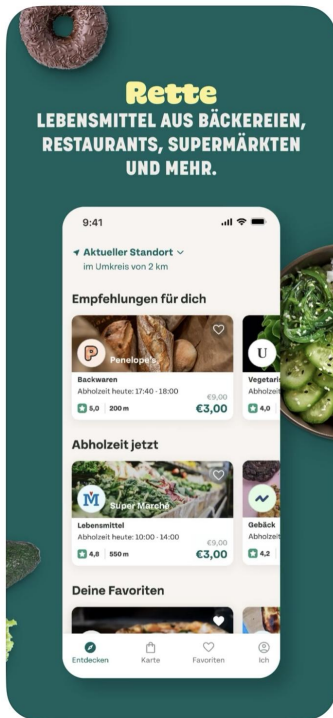 Rette
LEBENSMITTEL AUS BÄCKEREIEN,
RESTAURANTS, SUPERMÄRKTEN
UND MEHR.
9:41
Aktueller Standort
im Umkreis von 2 km
Empfehlungen für dich
P
Penelope's
U
Backwaren
Vegetaris
Abholzeit heute: 17:40 - 18:00
€9,00
Abholzeit
5,0 200 m
€3,00
4,0
Abholzeit jetzt
M
Super Marché
Lebensmittel
Gebäck
Abholzeit heute: 10:00 - 14:00
€9,00
Abholzeit
4,8 550 m
€3,00
4,2
Deine Favoriten
Entdecken Karte Favoriten Ich